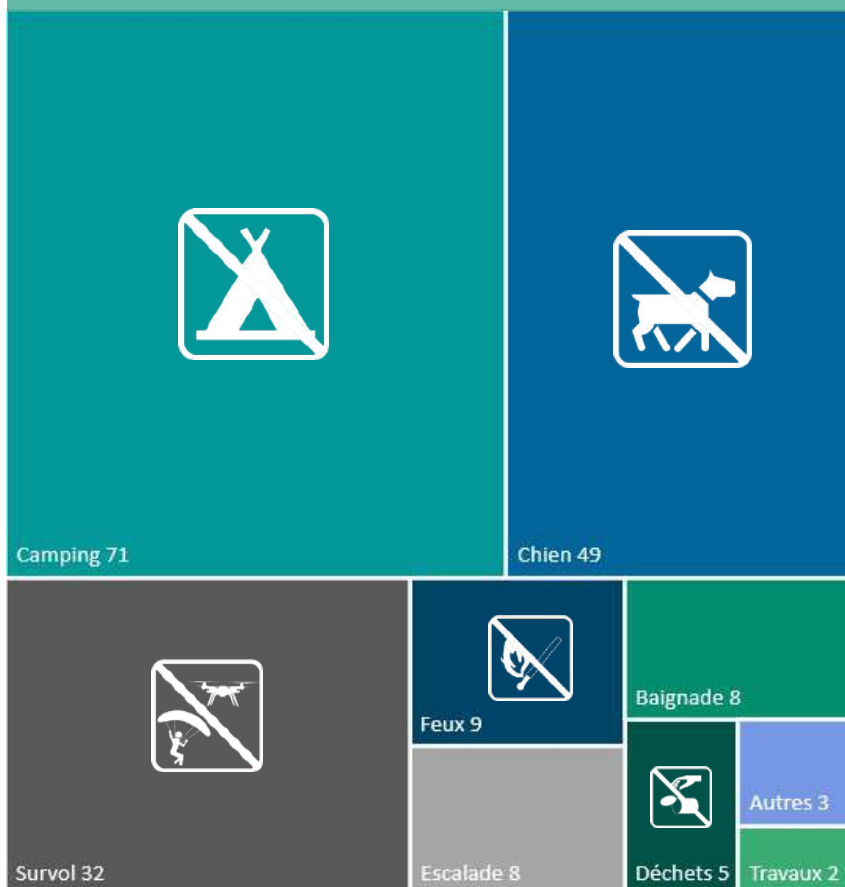 Camping 71
Chien 49
Survol 32
Feux 9
Escalade 8
Baignade 8
Déchets 5
Autres 3
Travaux 2